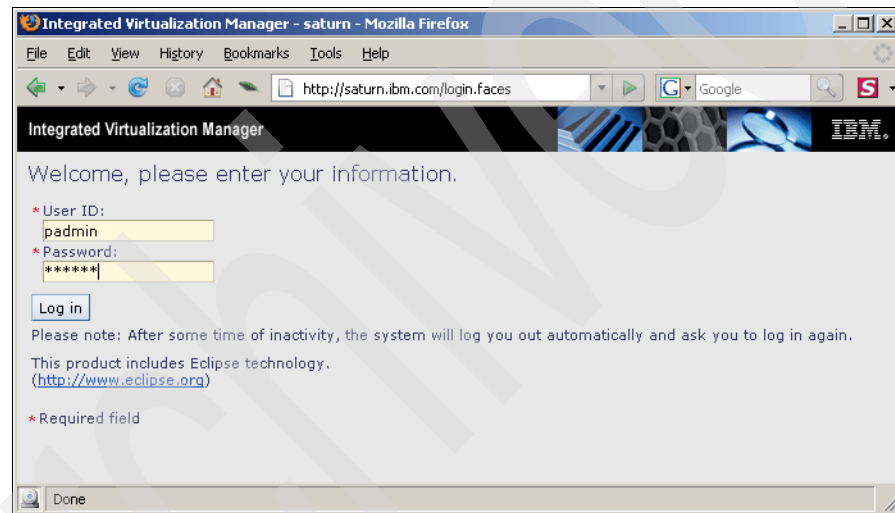 Integrated Virtualization Manager - saturn - Mozilla Firefox
File Edit View History Bookmarks Tools Help
http://saturn.ibm.com/login.faces G Google S
Integrated Virtualization Manager IBM.
Welcome, please enter your information.
* User ID:
padmin
* Password:
******
Log in
Please note: After some time of inactivity, the system will log you out automatically and ask you to log in again.
This product includes Eclipse technology.
(http://www.eclipse.org)
* Required field
Done